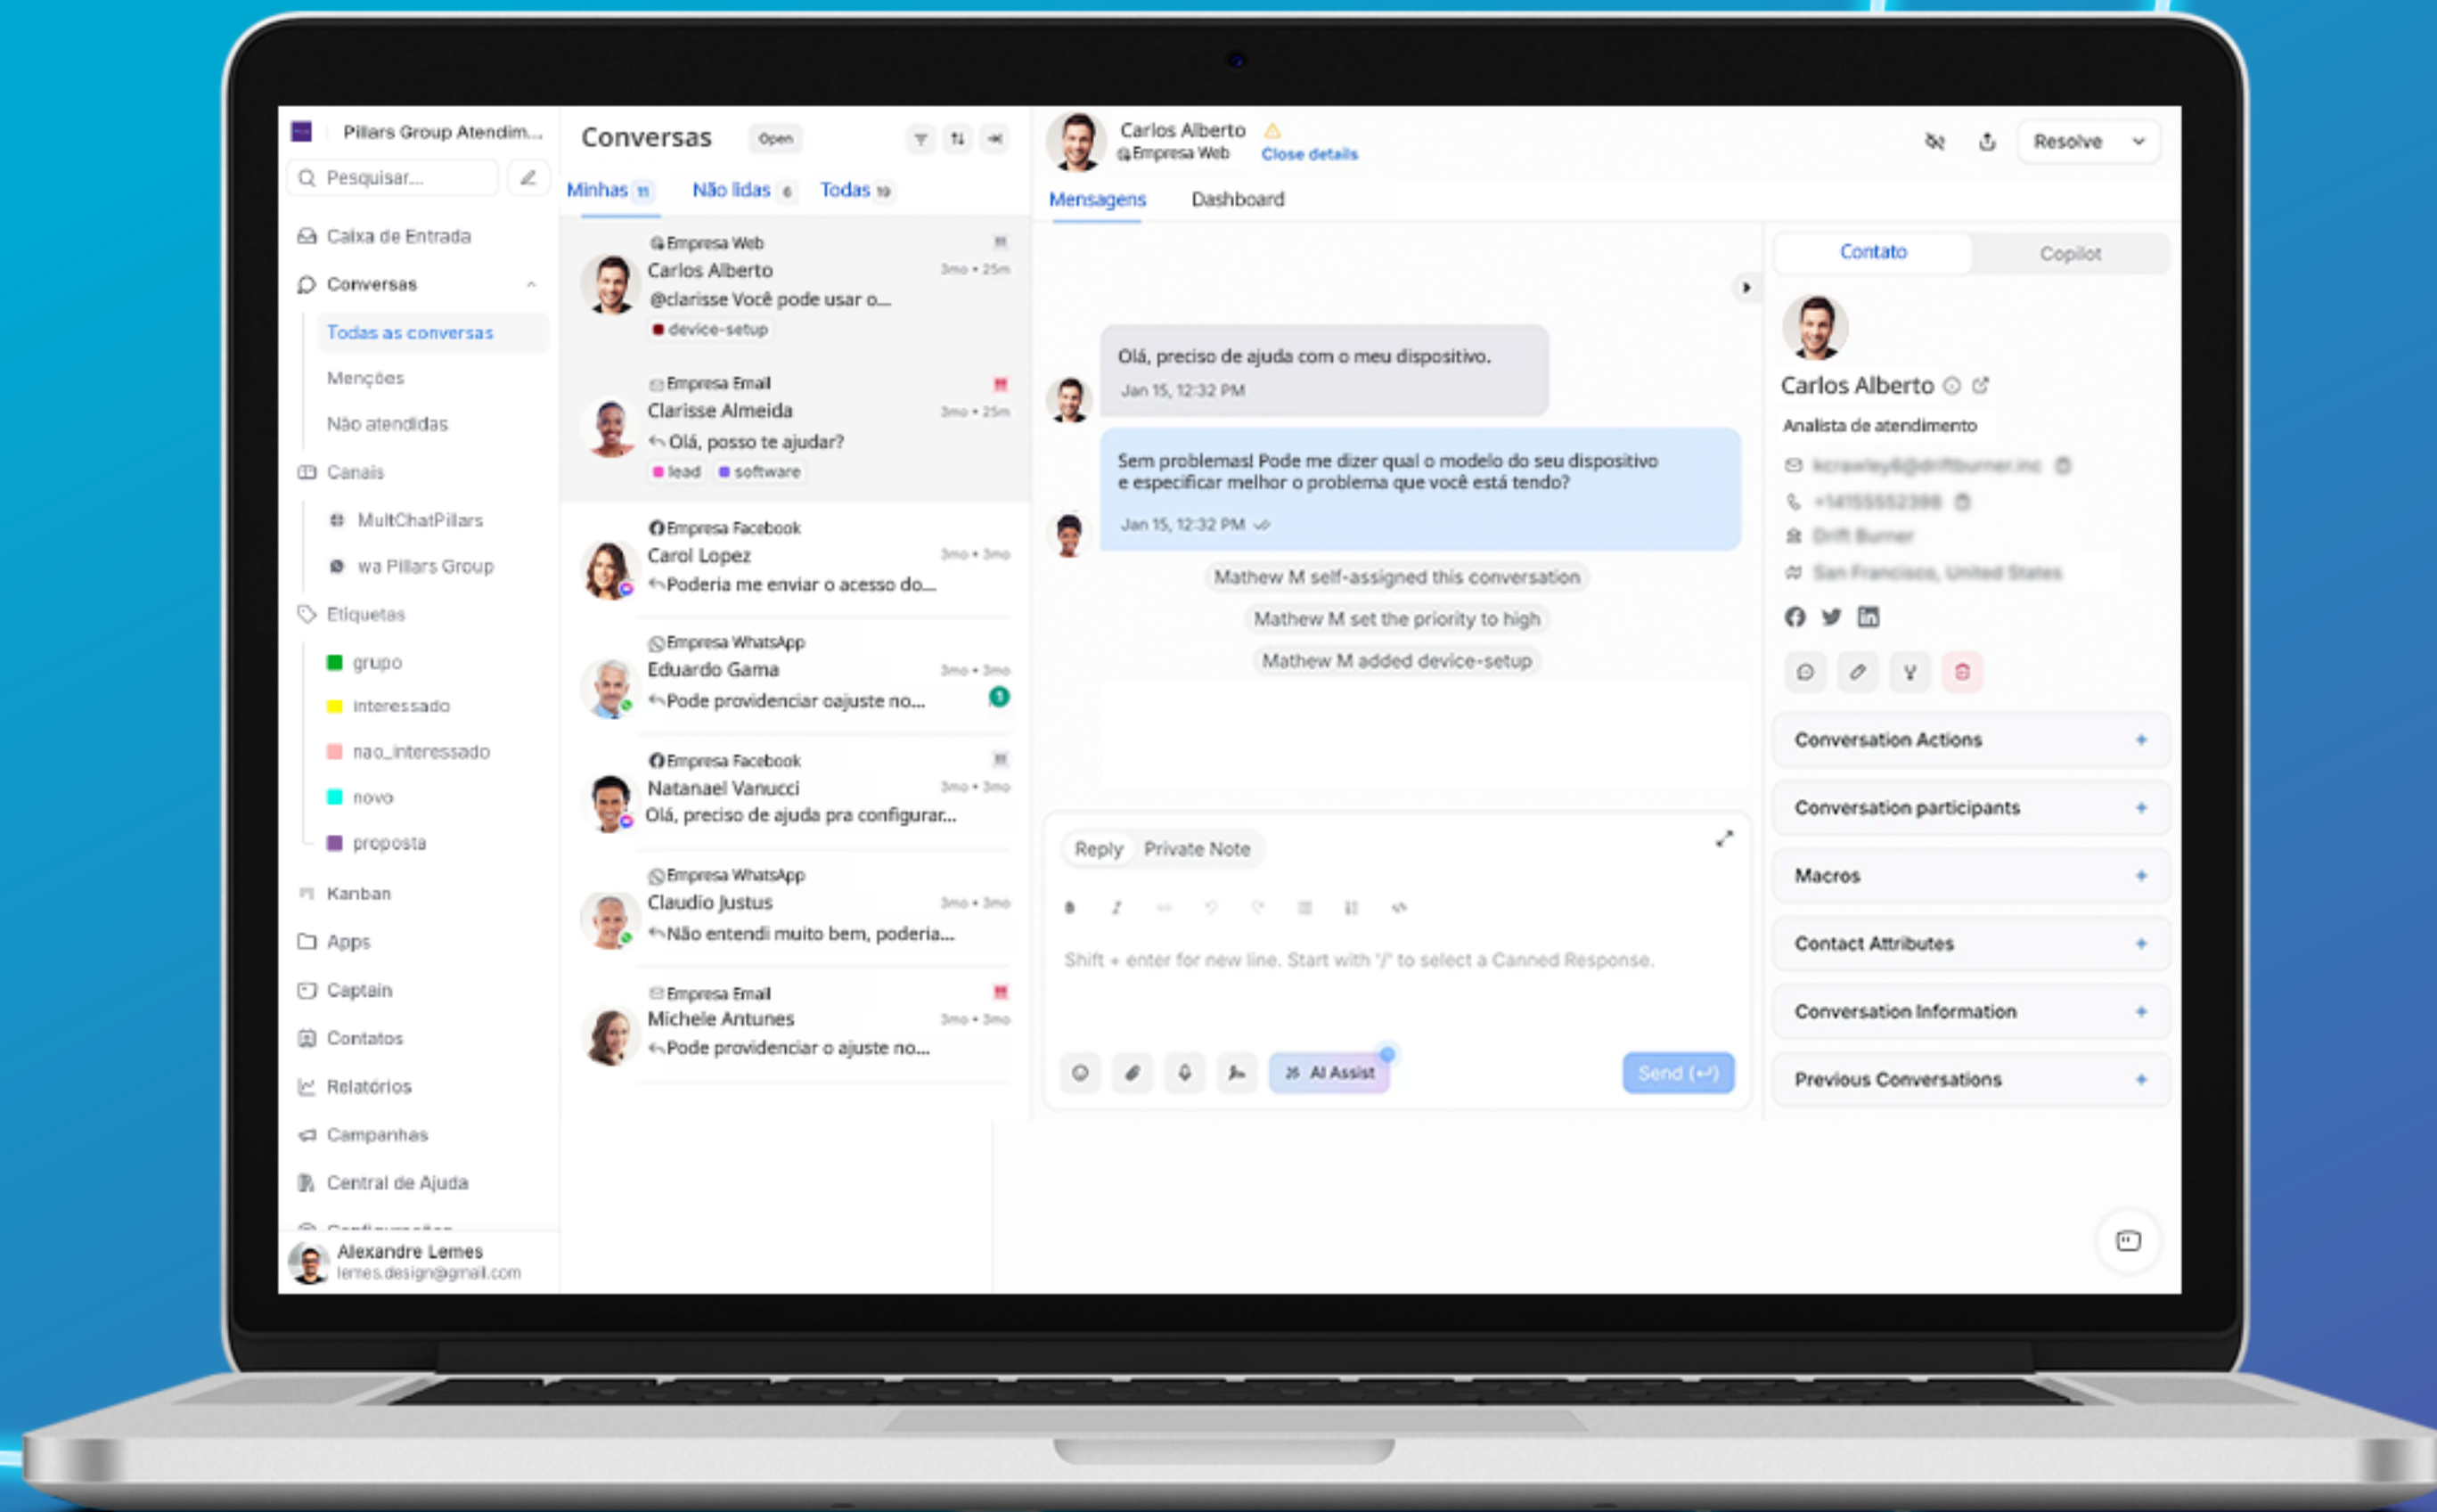 Pillars Group Atendim...
Pesquisar...
Caixa de Entrada
Conversas
Todas as conversas
Menções
Não atendidas
Canais
MultChatPillars
wa Pillars Group
Etiquetas
grupo
interessado
nao_interessado
novo
proposta
Kanban
Apps
Captain
Contatos
Relatórios
Campanhas
Central de Ajuda
Alexandre Lemes
lemes.design@gmail.com
Conversas Open
Minhas 11 Não lidas 6 Todas 19
Empresa Web
Carlos Alberto 3mo • 25m
@clarisse Você pode usar o...
device-setup
Empresa Email
Clarisse Almeida 3mo • 25m
Olá, posso te ajudar?
lead software
Empresa Facebook
Carol Lopez 3mo • 3mo
Poderia me enviar o acesso do...
Empresa WhatsApp
Eduardo Gama 3mo • 3mo
Pode providenciar oajuste no... 1
Empresa Facebook
Natanael Vanucci 3mo • 3mo
Olá, preciso de ajuda pra configurar...
Empresa WhatsApp
Claudio Justus 3mo • 3mo
Não entendi muito bem, poderia...
Empresa Email
Michele Antunes 3mo • 3mo
Pode providenciar o ajuste no...
Carlos Alberto
Empresa Web Close details
Resolve
Mensagens Dashboard
Olá, preciso de ajuda com o meu dispositivo.
Jan 15, 12:32 PM
Sem problemas! Pode me dizer qual o modelo do seu dispositivo
e especificar melhor o problema que você está tendo?
Jan 15, 12:32 PM
Mathew M self-assigned this conversation
Mathew M set the priority to high
Mathew M added device-setup
Reply Private Note
Shift + enter for new line. Start with '/' to select a Canned Response.
AI Assist Send (↵)
Contato Copilot
Carlos Alberto
Analista de atendimento
Drift Burner
San Francisco, United States
Conversation Actions +
Conversation participants +
Macros +
Contact Attributes +
Conversation Information +
Previous Conversations +